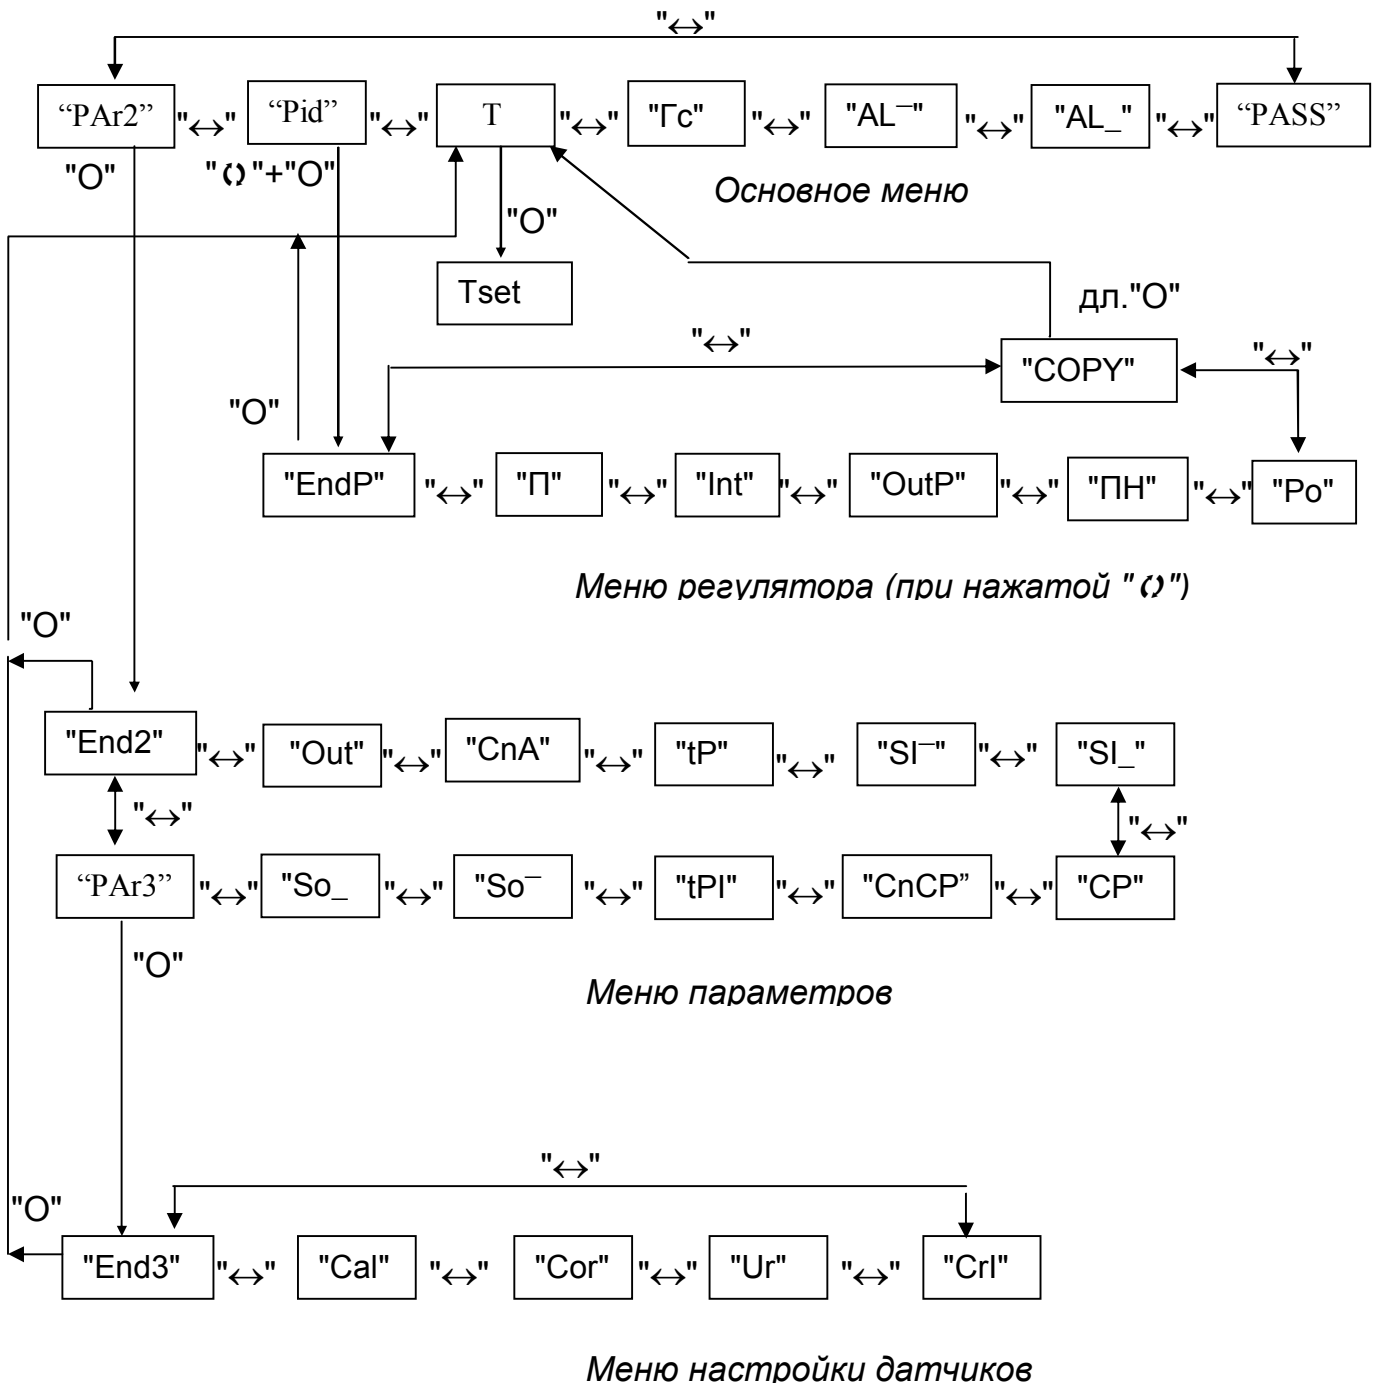 "↔"
“PAr2” "↔" “Pid” "↔" T "↔" "Гс" "↔" "AL¯" "↔" "AL_" "↔" “PASS”
"O" "🗘"+"O"
Основное меню
"O"
Tset
дл."O"
"↔" "↔"
"COPY"
"O"
"EndP" "↔" "П" "↔" "Int" "↔" "OutP" "↔" "ПН" "↔" "Po"
Меню регулятора (при нажатой "🗘")
"O"
"End2" "↔" "Out" "↔" "CnA" "↔" "tP" "↔" "SI¯" "↔" "SI_"
"↔" "↔"
“PAr3” "↔" "So_ "↔" "So¯ "↔" "tPI" "↔" "CnCP” "↔" "CP"
"O"
Меню параметров
"↔"
"O"
"End3" "↔" "Cal" "↔" "Cor" "↔" "Ur" "↔" "CrI"
Меню настройки датчиков